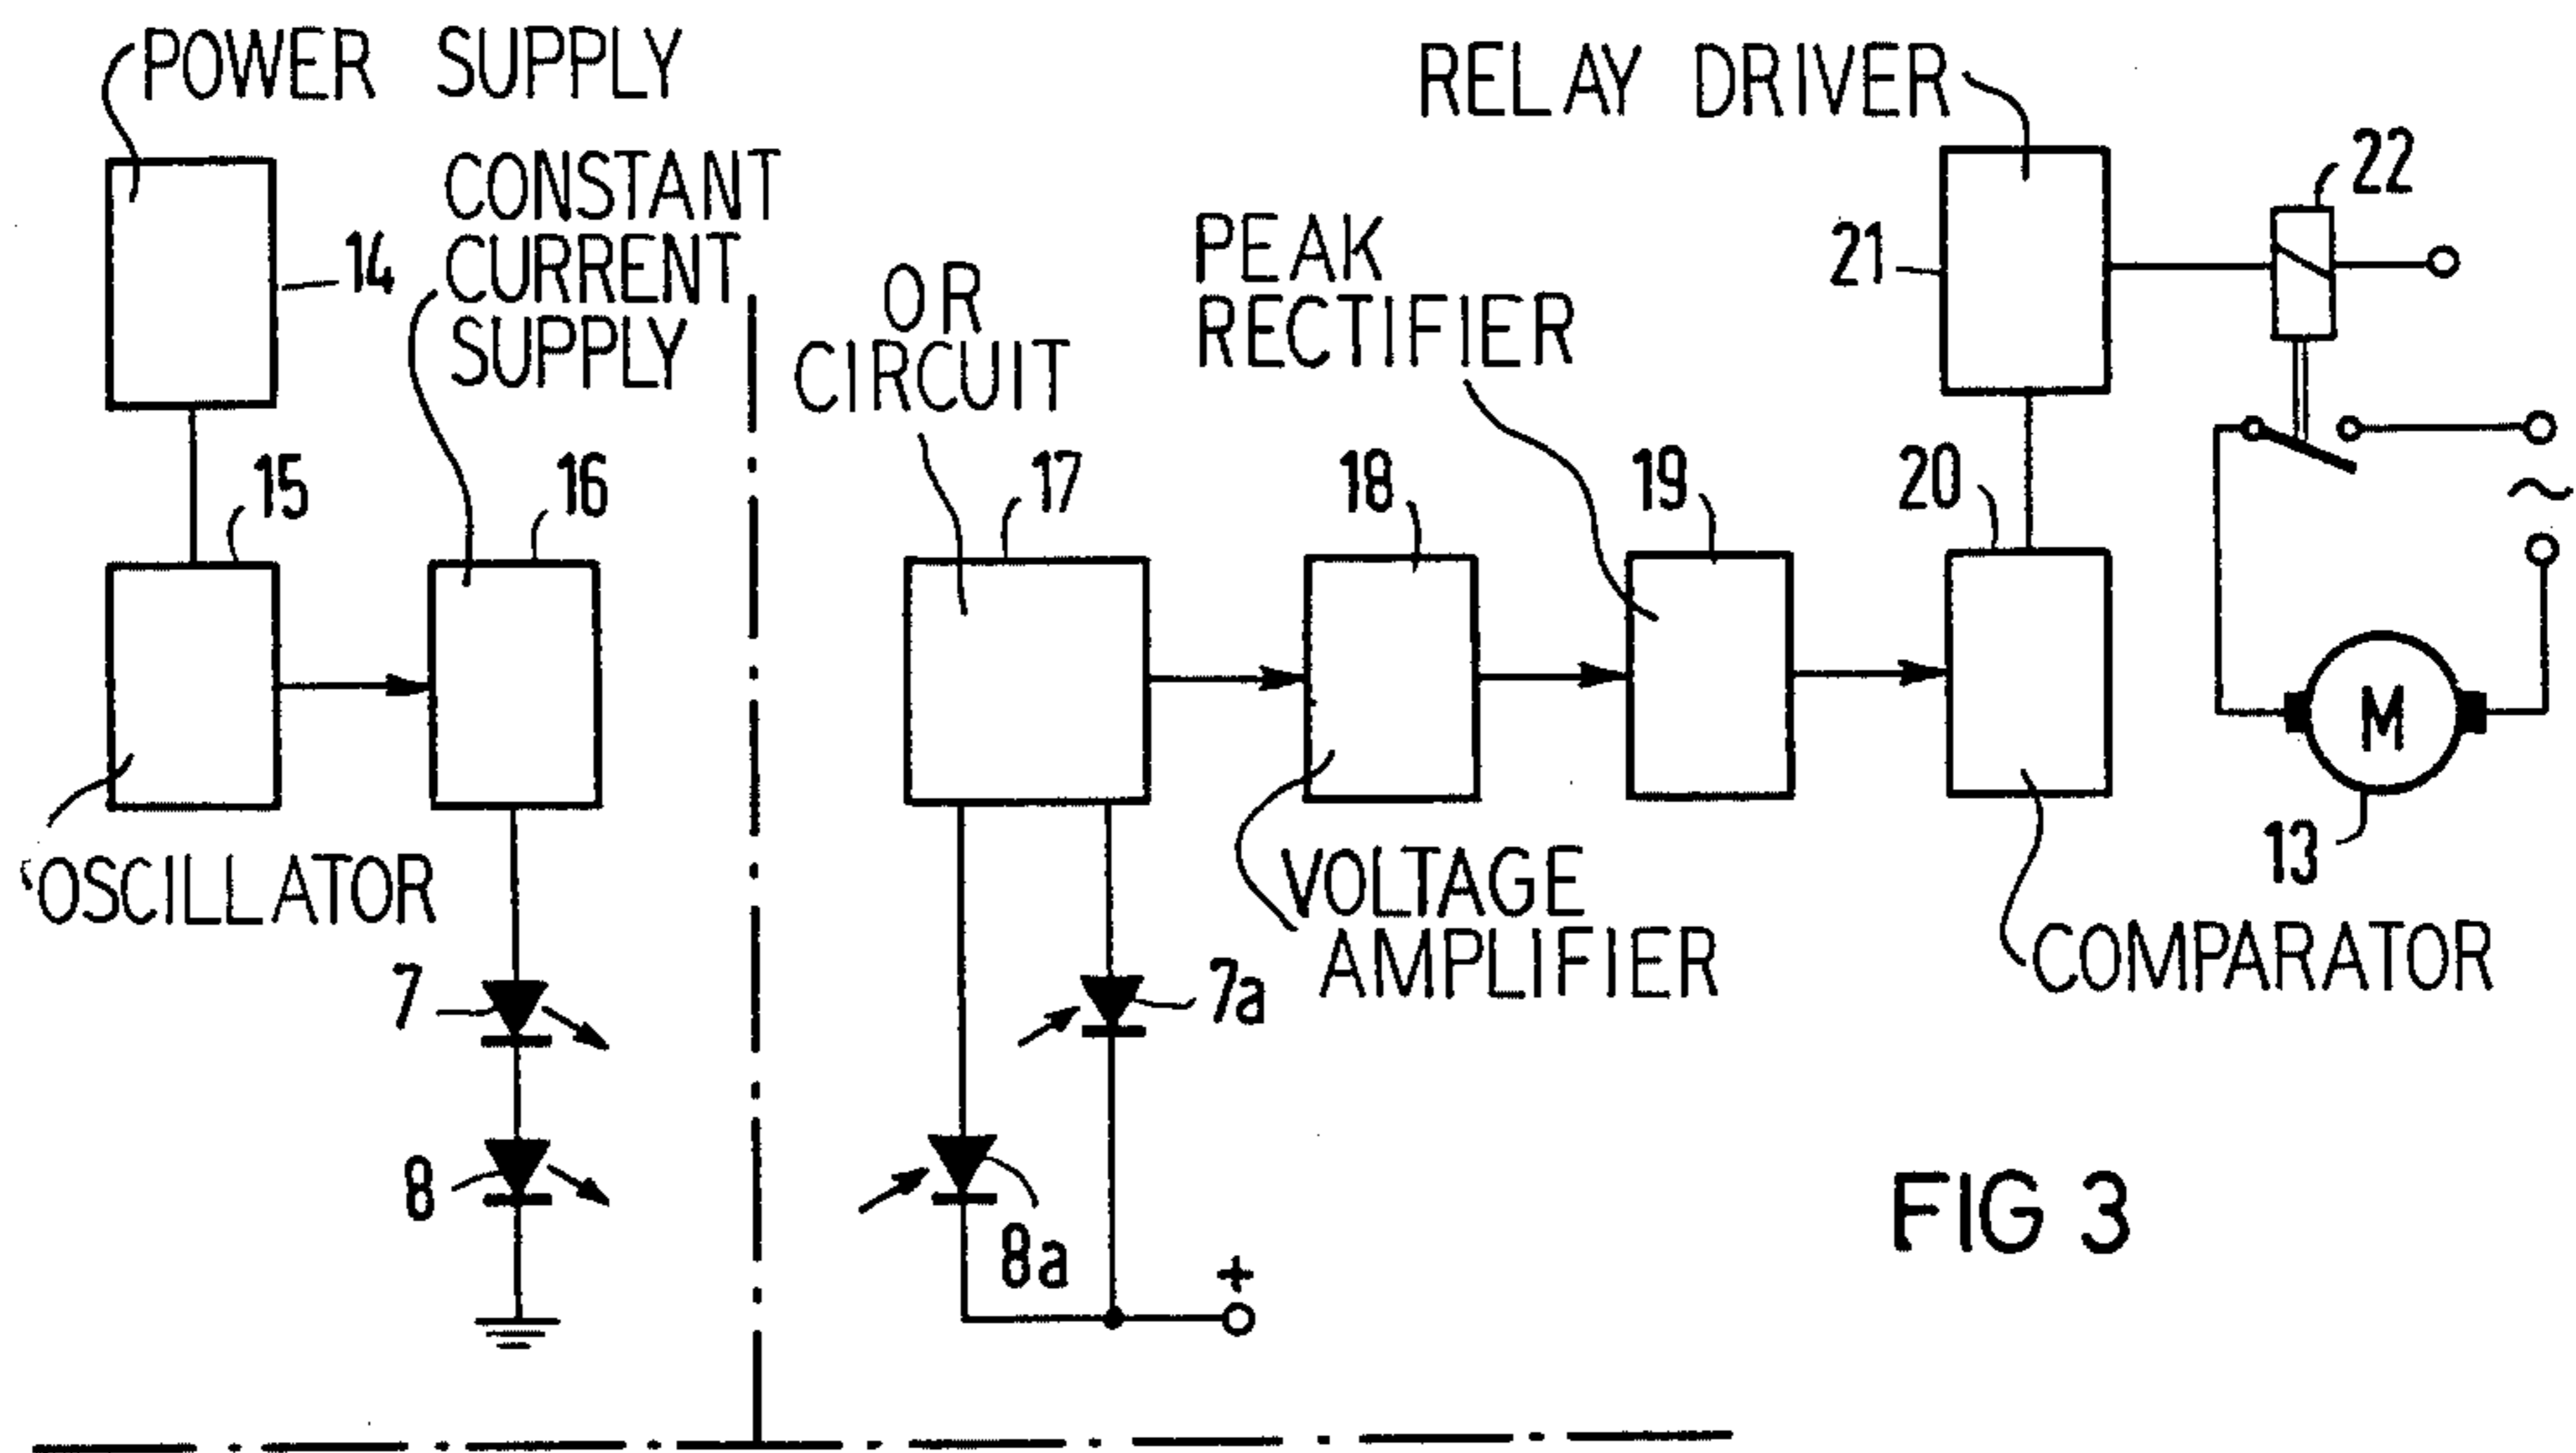 POWER SUPPLY
RELAY DRIVER
22
CONSTANT
CURRENT
SUPPLY
14
OR
CIRCUIT
PEAK
RECTIFIER
21
15
16
17
18
19
20
~
M
13
OSCILLATOR
VOLTAGE
AMPLIFIER
COMPARATOR
7
7a
8
8a
+
FIG 3